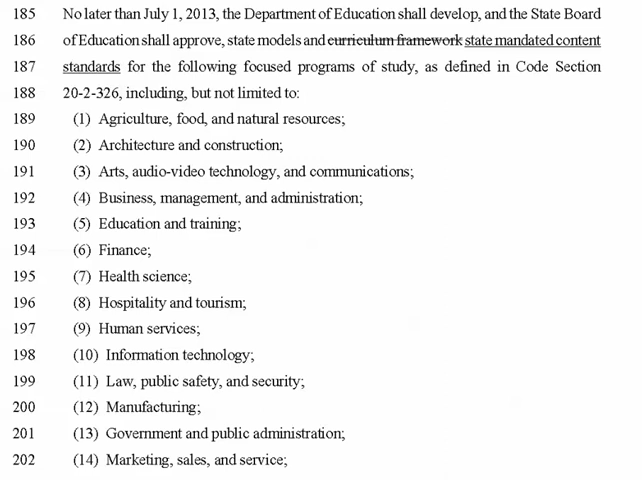 185 No later than July 1, 2013, the Department of Education shall develop, and the State Board
186 of Education shall approve, state models and curriculum framework state mandated content
187 standards for the following focused programs of study, as defined in Code Section
188 20-2-326, including, but not limited to:
189 (1) Agriculture, food, and natural resources;
190 (2) Architecture and construction;
191 (3) Arts, audio-video technology, and communications;
192 (4) Business, management, and administration;
193 (5) Education and training;
194 (6) Finance;
195 (7) Health science;
196 (8) Hospitality and tourism;
197 (9) Human services;
198 (10) Information technology;
199 (11) Law, public safety, and security;
200 (12) Manufacturing;
201 (13) Government and public administration;
202 (14) Marketing, sales, and service;